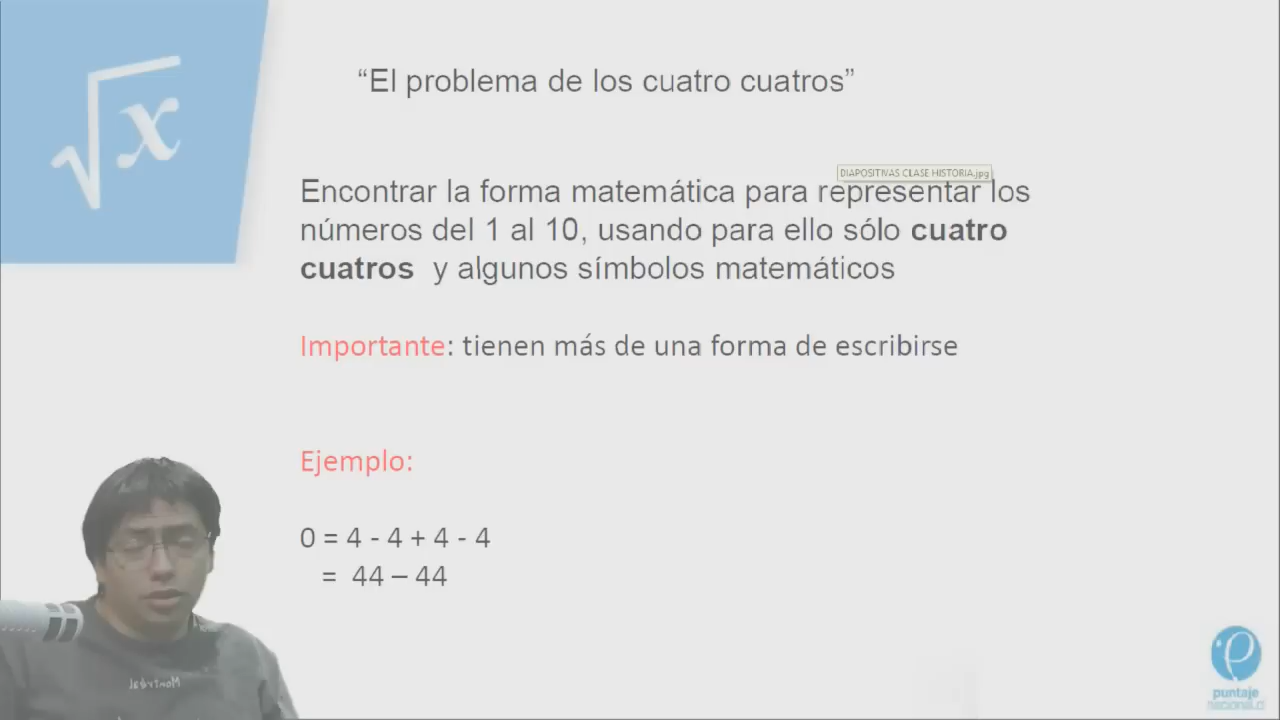 √x
“El problema de los cuatro cuatros”
DIAPOSITIVAS CLASE HISTORIA.jpg
Encontrar la forma matemática para representar los
números del 1 al 10, usando para ello sólo cuatro
cuatros y algunos símbolos matemáticos
Importante: tienen más de una forma de escribirse
Ejemplo:
0 = 4 - 4 + 4 - 4
= 44 – 44
Montréal
puntaje
nacional.cl